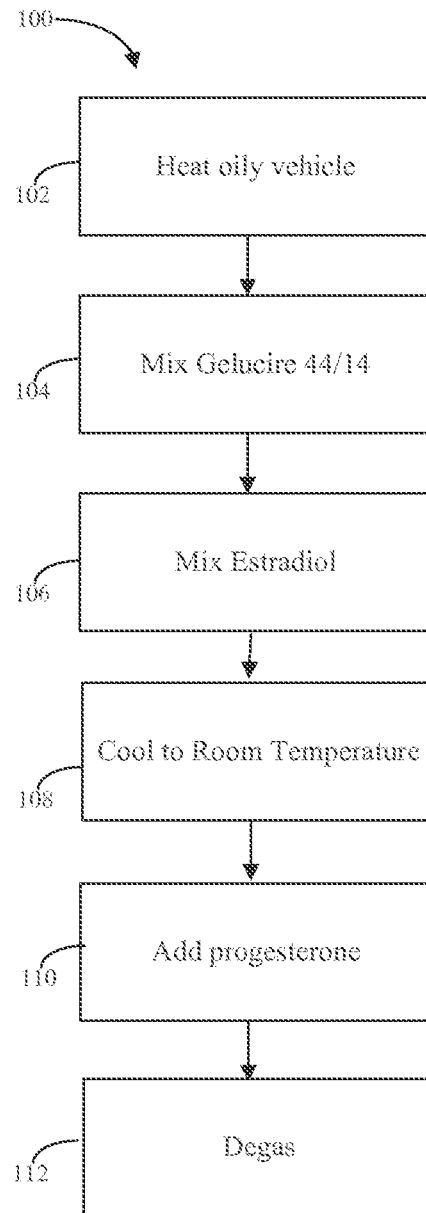 100
Heat oily vehicle
102
Mix Gelucire 44/14
104
Mix Estradiol
106
Cool to Room Temperature
108
Add progesterone
110
Degas
112